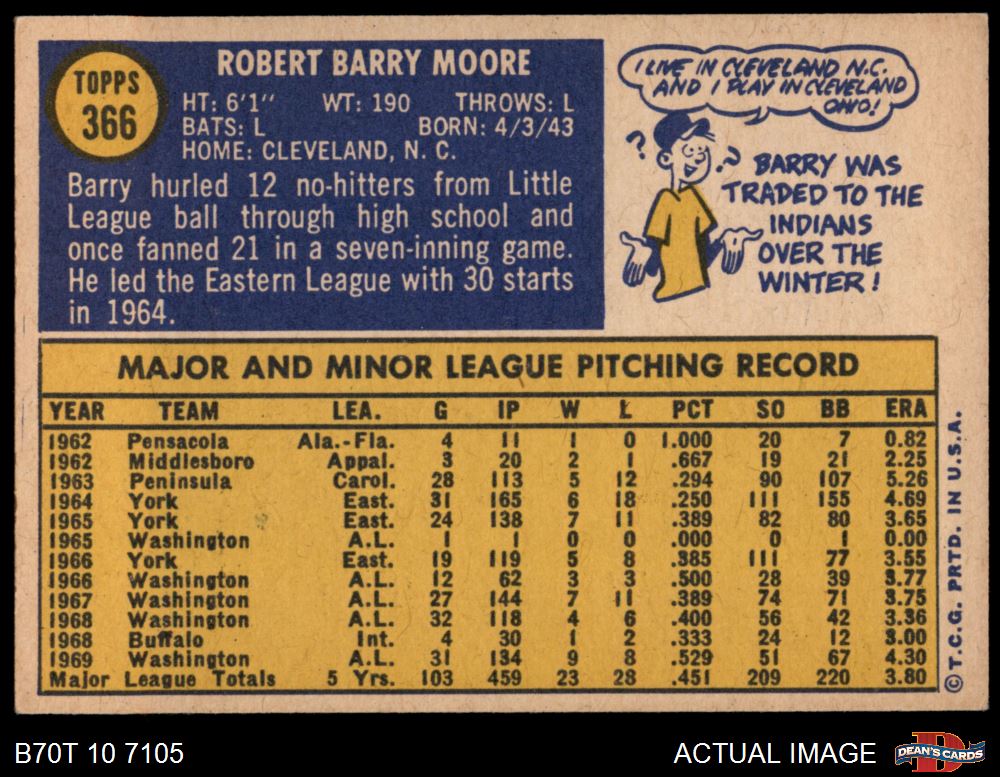 TOPPS
366
ROBERT BARRY MOORE
HT: 6'1" WT: 190 THROWS: L
BATS: L BORN: 4/3/43
HOME: CLEVELAND, N. C.
Barry hurled 12 no-hitters from Little
League ball through high school and
once fanned 21 in a seven-inning game.
He led the Eastern League with 30 starts
in 1964.
I LIVE IN CLEVELAND N.C.
AND I PLAY IN CLEVELAND
OHIO!
? ?
BARRY WAS
TRADED TO THE
INDIANS
OVER THE
WINTER!
MAJOR AND MINOR LEAGUE PITCHING RECORD
YEAR TEAM LEA. G IP W L PCT SO BB ERA
1962 Pensacola Ala.-Fla. 4 11 1 0 1.000 20 7 0.82
1962 Middlesboro Appal. 3 20 2 1 .667 19 21 2.25
1963 Peninsula Carol. 28 113 5 12 .294 90 107 5.26
1964 York East. 31 165 6 18 .250 111 155 4.69
1965 York East. 24 138 7 11 .389 82 80 3.65
1965 Washington A.L. 1 1 0 0 .000 0 1 0.00
1966 York East. 19 119 5 8 .385 111 77 3.55
1966 Washington A.L. 12 62 3 3 .500 28 39 3.77
1967 Washington A.L. 27 144 7 11 .389 74 71 3.75
1968 Washington A.L. 32 118 4 6 .400 56 42 3.36
1968 Buffalo Int. 4 30 1 2 .333 24 12 3.00
1969 Washington A.L. 31 134 9 8 .529 51 67 4.30
Major League Totals 5 Yrs. 103 459 23 28 .451 209 220 3.80
© T.C.G. PRTD. IN U.S.A.
B70T 10 7105
ACTUAL IMAGE
D
DEAN'S CARDS